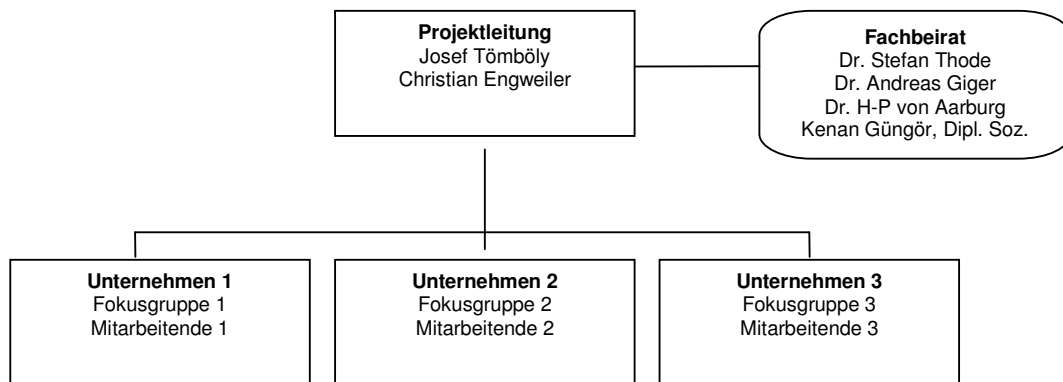 Projektleitung
Josef Tömböly
Christian Engweiler
Fachbeirat
Dr. Stefan Thode
Dr. Andreas Giger
Dr. H-P von Aarburg
Kenan Güngör, Dipl. Soz.
Unternehmen 1
Fokusgruppe 1
Mitarbeitende 1
Unternehmen 2
Fokusgruppe 2
Mitarbeitende 2
Unternehmen 3
Fokusgruppe 3
Mitarbeitende 3